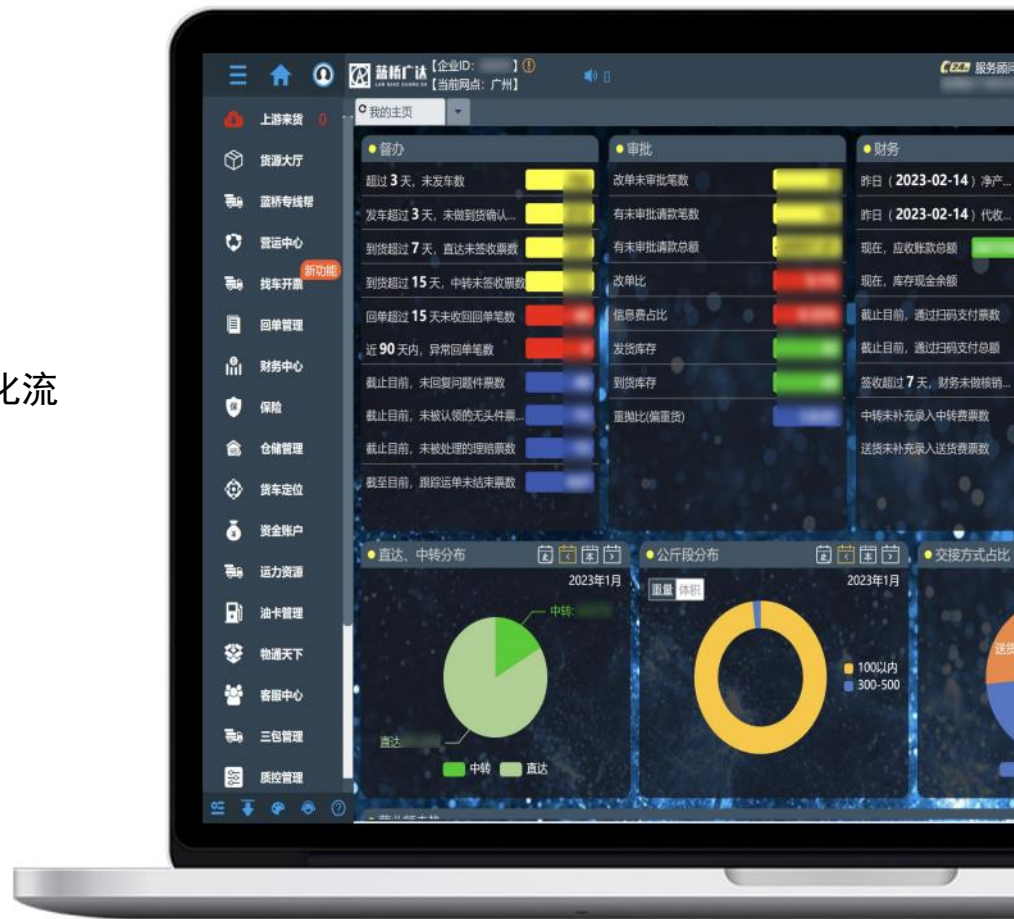 化流
蓝桥广达
LAN QIAO GUANG DA
【企业ID: 】
【当前网点：广州】
24h 服务顾问
我的主页
上游来货 0
货源大厅
蓝桥专线帮
营运中心
找车开票
新功能
回单管理
财务中心
保险
仓储管理
货车定位
资金账户
运力资源
油卡管理
物通天下
客服中心
三包管理
质控管理
督办
超过 3 天，未发车数
发车超过 3 天，未做到货确认...
到货超过 7 天，直达未签收票数
到货超过 15 天，中转未签收票数
回单超过 15 天未收回回单笔数
近 90 天内，异常回单笔数
截止目前，未回复问题件票数
截止目前，未被认领的无头件票...
截止目前，未被处理的理赔票数
截至目前，跟踪运单未结束票数
审批
改单未审批笔数
有未审批请款笔数
有未审批请款总额
改单比
信息费占比
发货库存
到货库存
重抛比(偏重货)
财务
昨日（2023-02-14）净产...
昨日（2023-02-14）代收...
现在，应收账款总额
现在，库存现金余额
截止目前，通过扫码支付票数
截止目前，通过扫码支付总额
签收超过 7 天，财务未做核销...
中转未补充录入中转费票数
送货未补充录入送货费票数
直达、中转分布
2023年1月
中转:
直达
中转 直达
公斤段分布
2023年1月
重量 体积
100以内
300-500
交接方式占比
送货